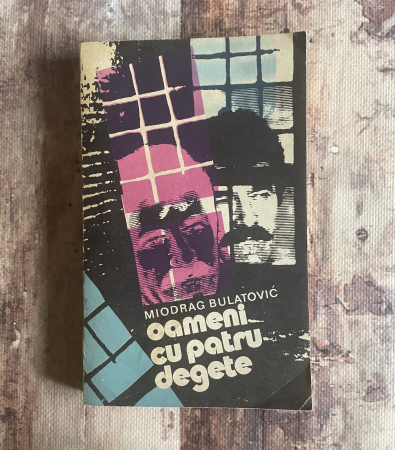 MIODRAG BULATOVIĆ
oameni
cu patru
degete